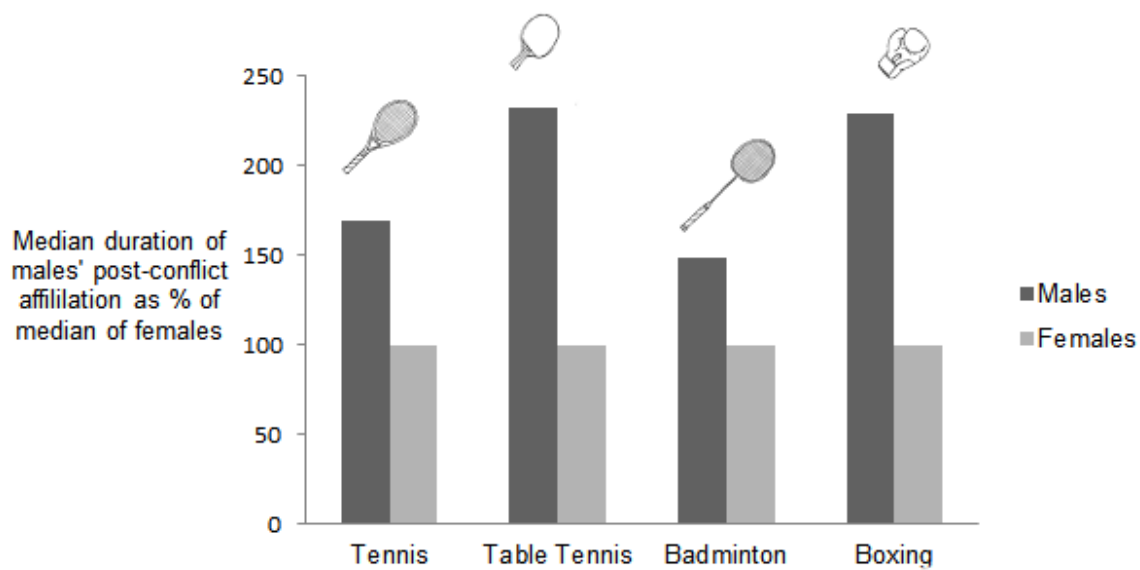 250
200
150
100
50
0
Median duration of
males' post-conflict
affililation as % of
median of females
Males
Females
Tennis
Table Tennis
Badminton
Boxing